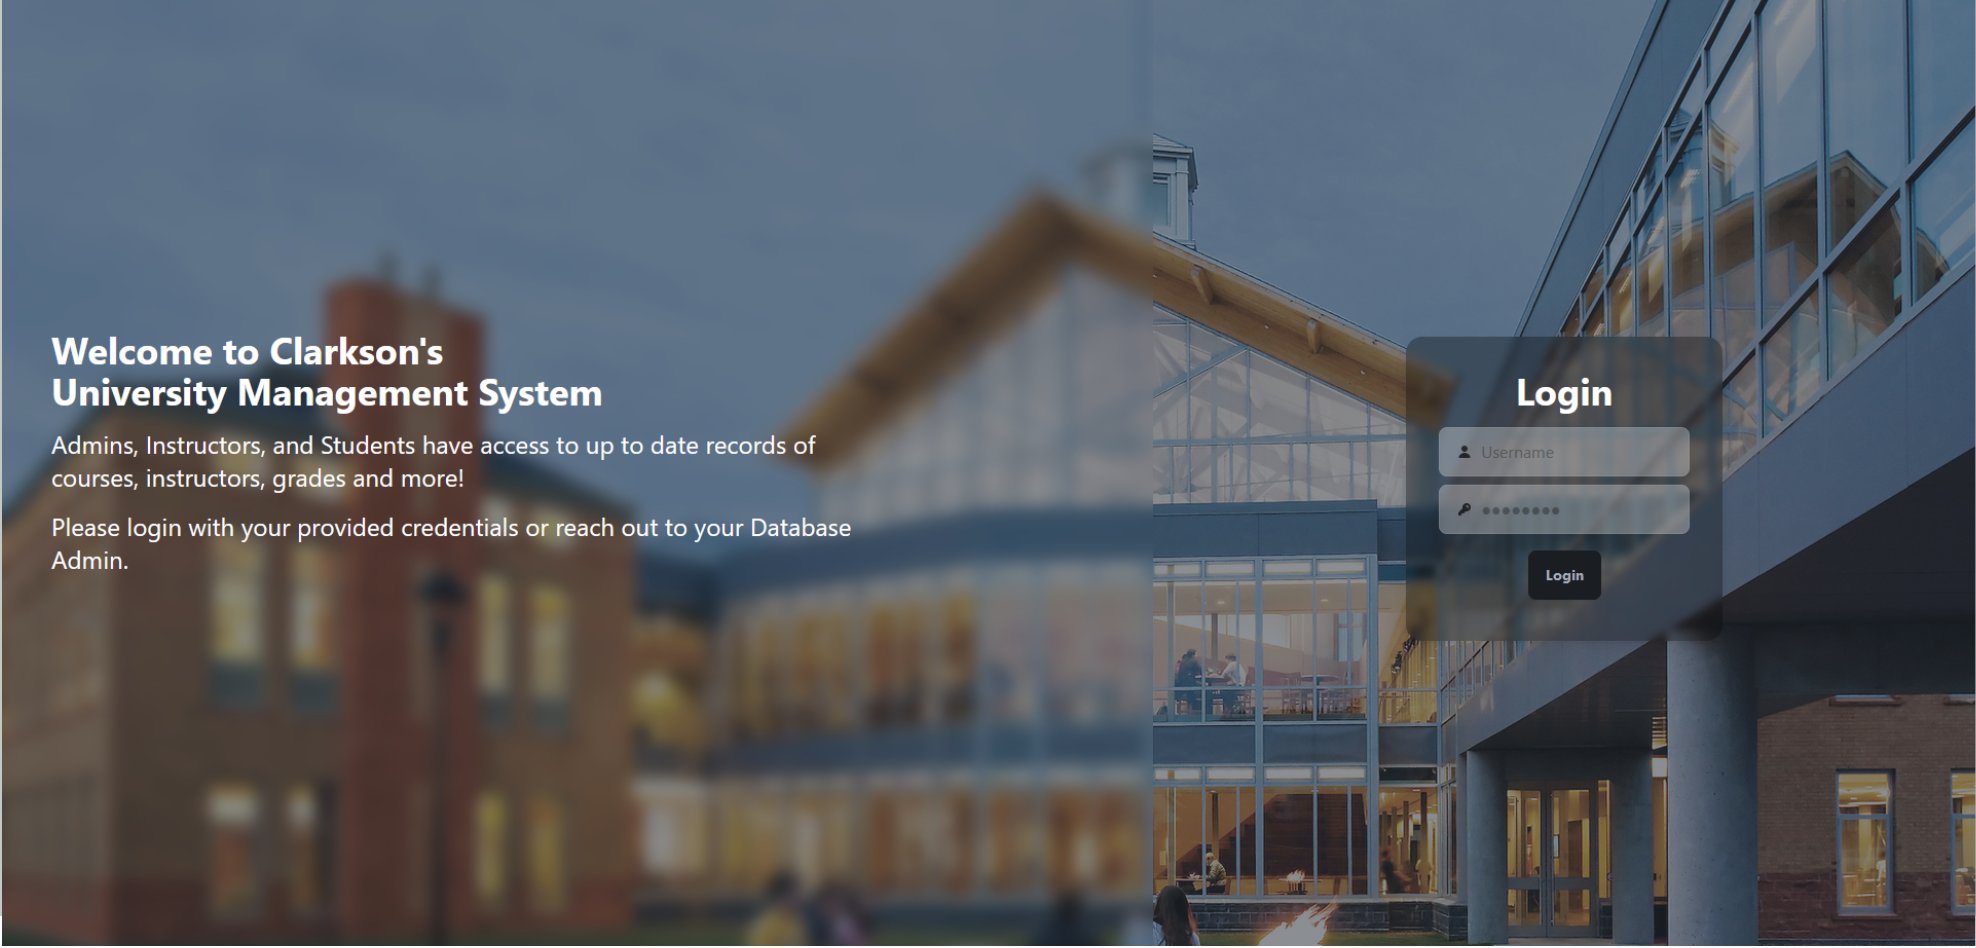 Welcome to Clarkson's
University Management System
Admins, Instructors, and Students have access to up to date records of
courses, instructors, grades and more!
Please login with your provided credentials or reach out to your Database
Admin.
Login
Username
Login